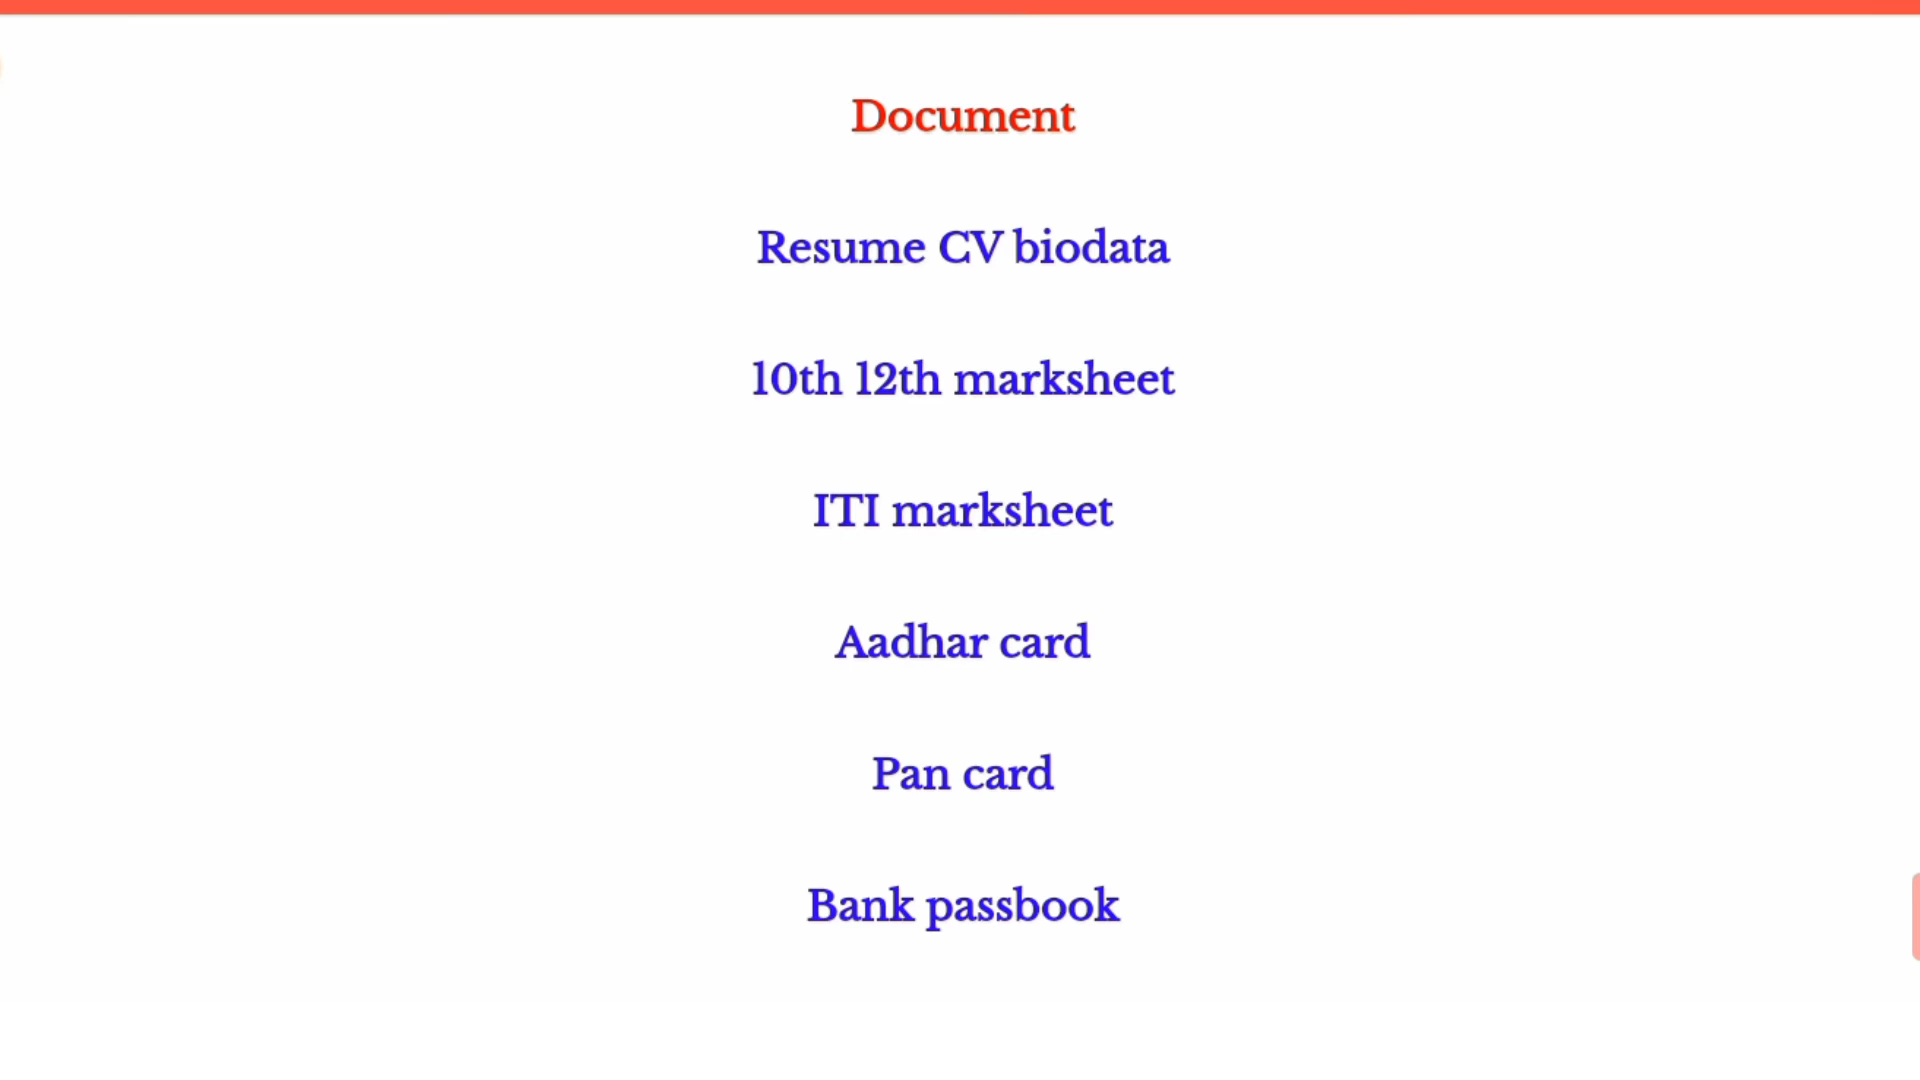 Document
Resume CV biodata
10th 12th marksheet
ITI marksheet
Aadhar card
Pan card
Bank passbook